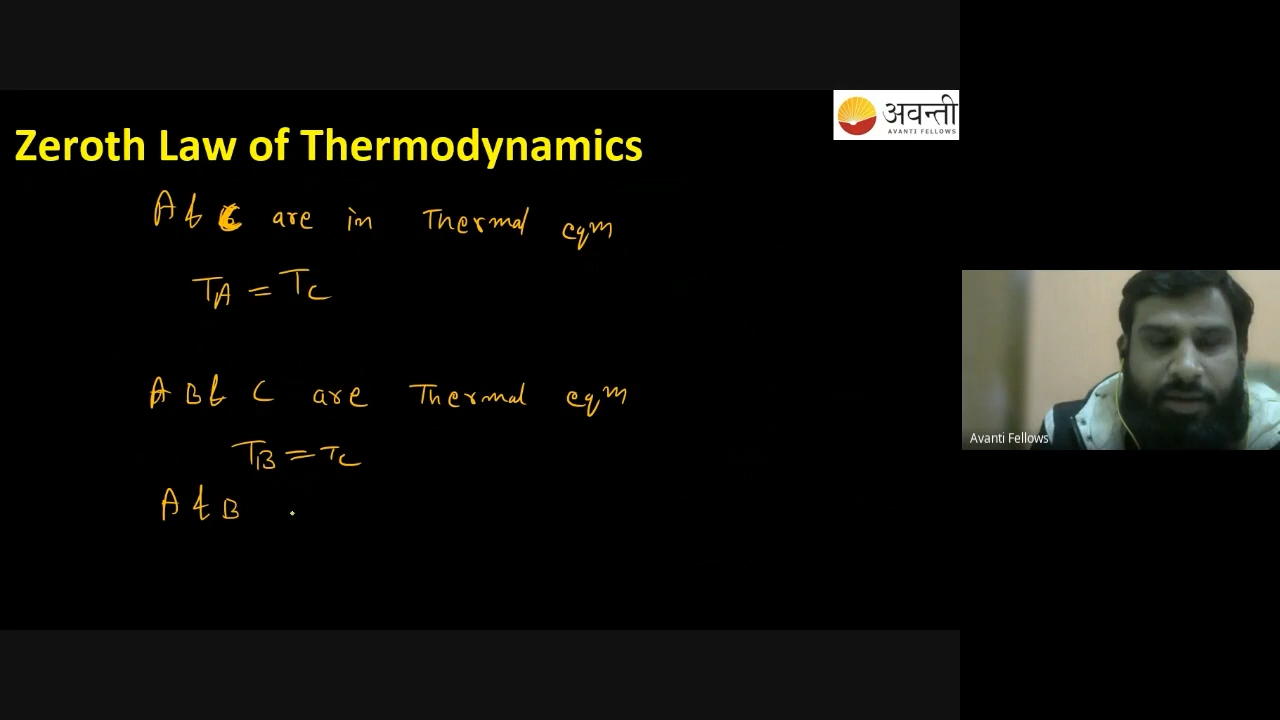 अवन्ती
AVANTI FELLOWS
Zeroth Law of Thermodynamics
A & C are in Thermal eqm
TA = TC
A B & C are Thermal eqm
TB = TC
A & B
Avanti Fellows